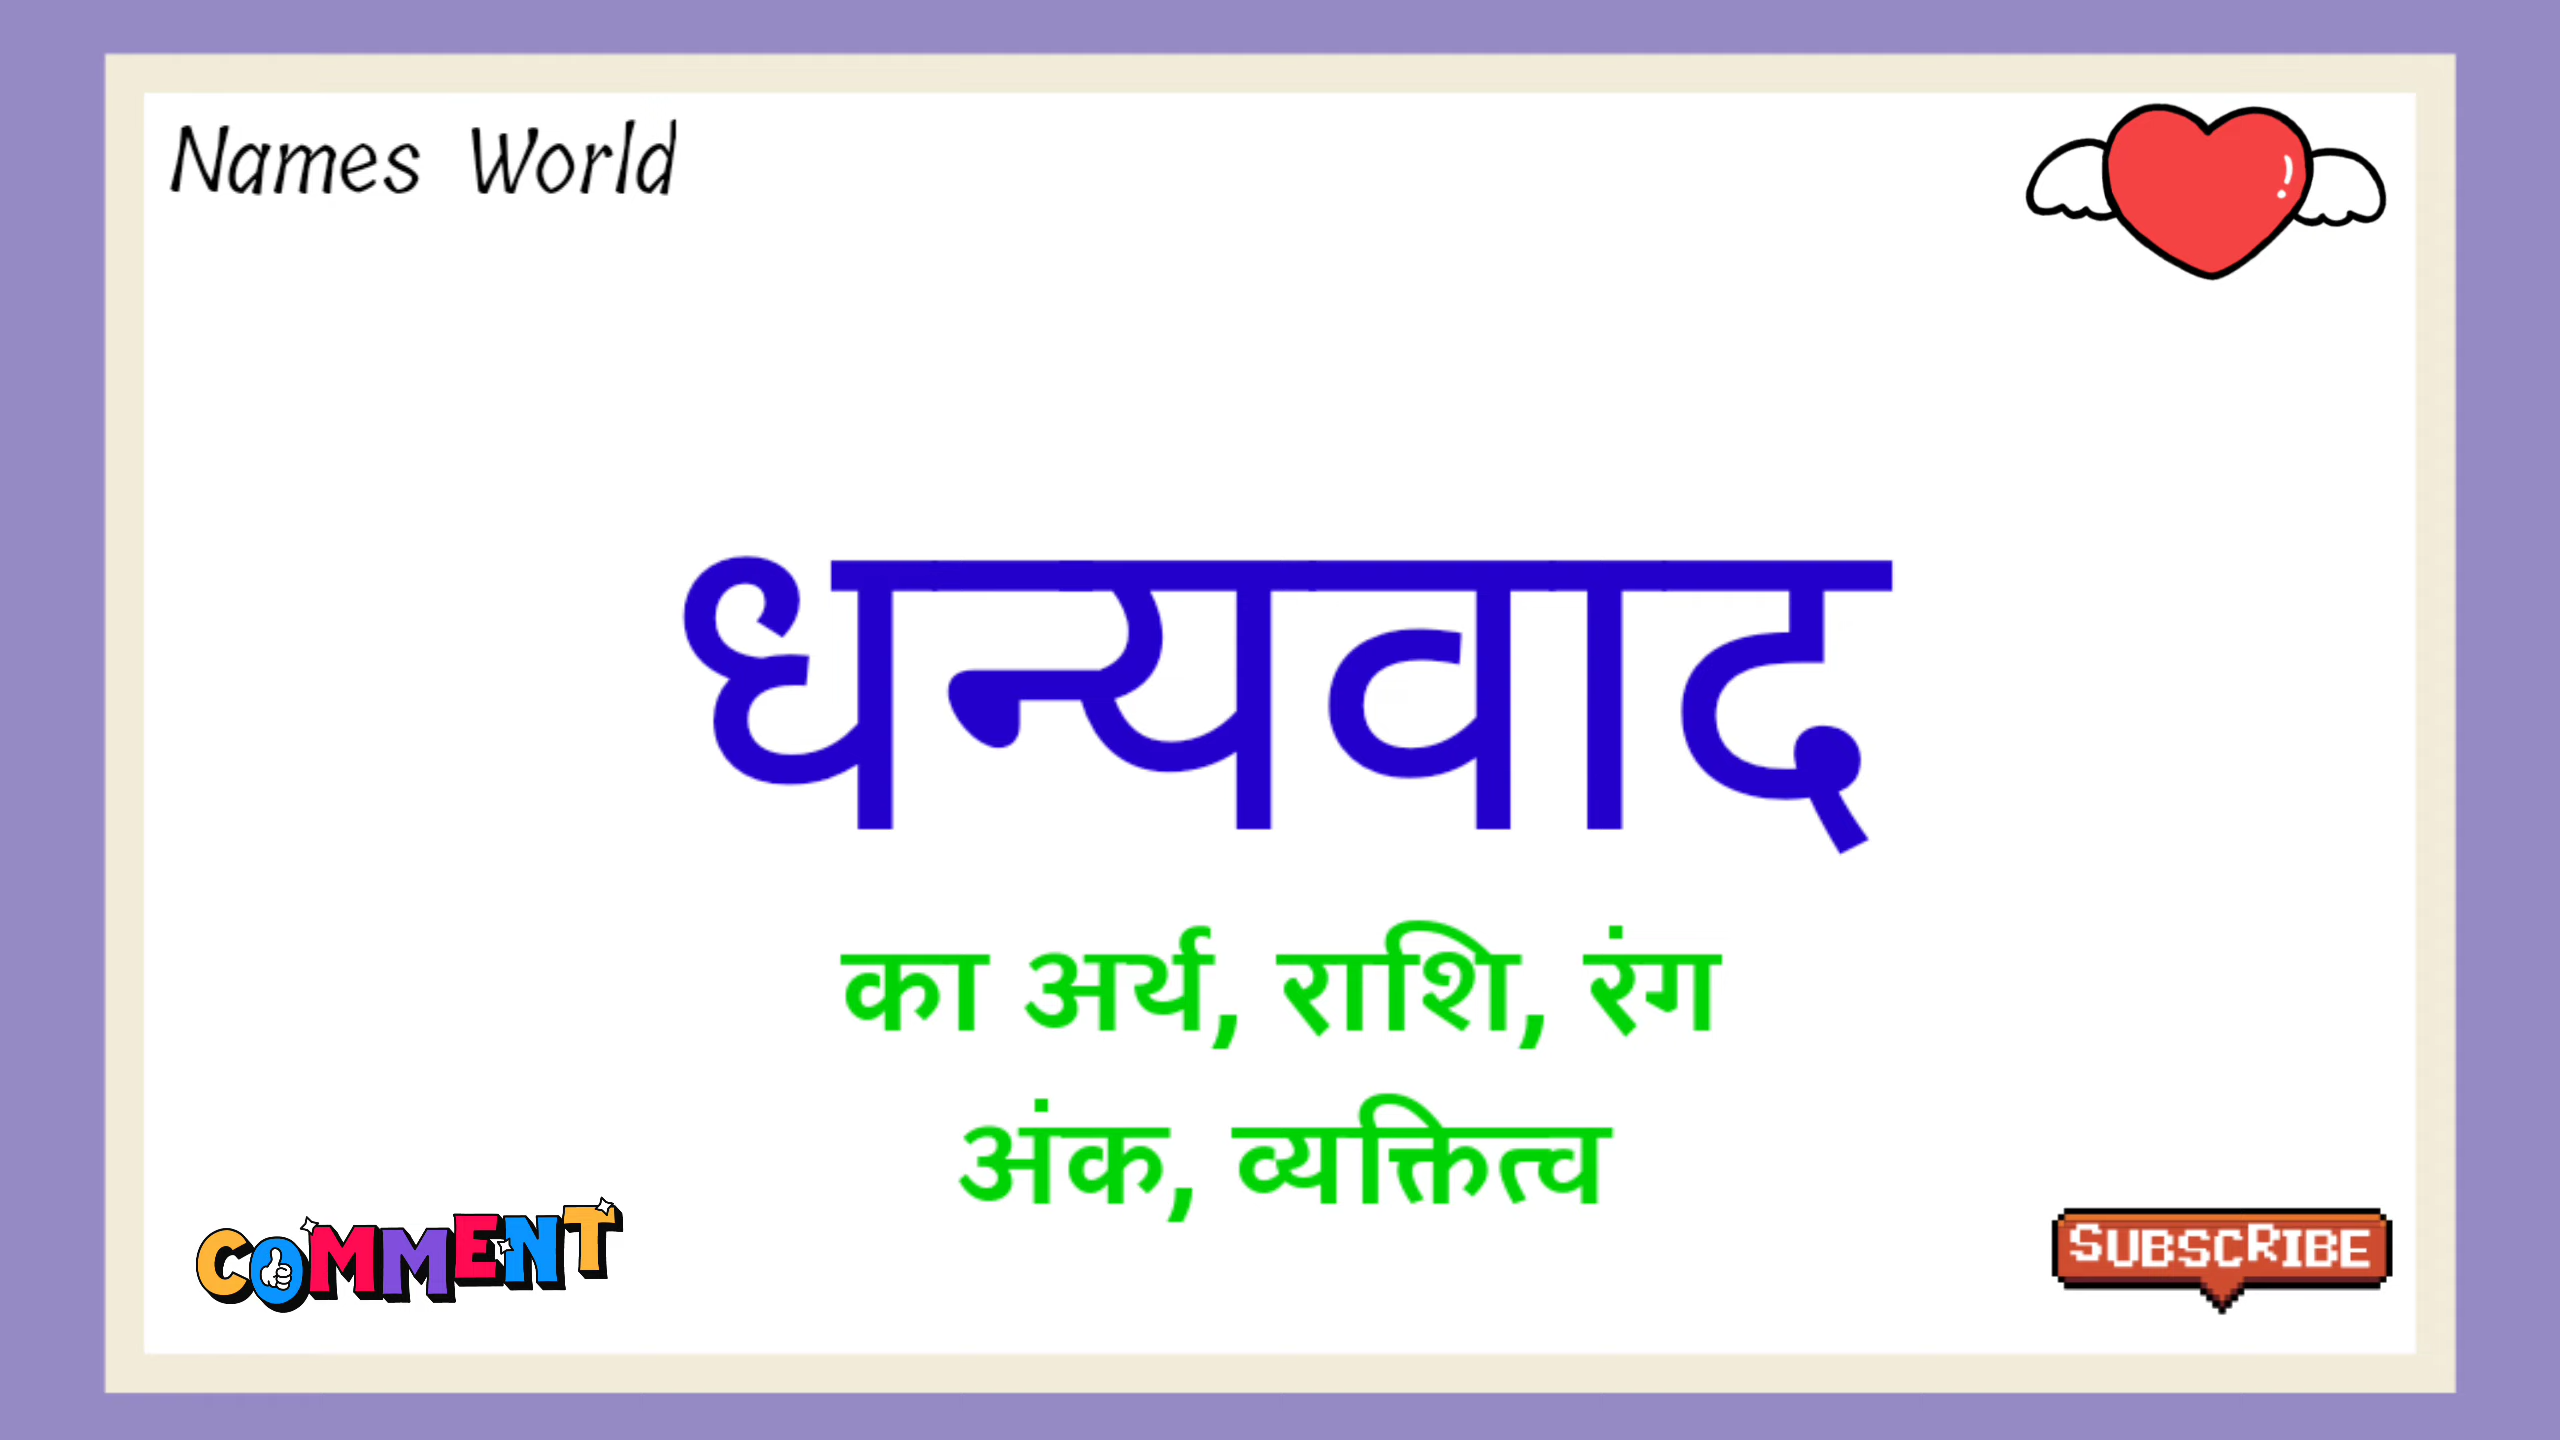 Names World
धन्यवाद
का अर्थ, राशि, रंग
अंक, व्यक्तित्व
COMMENT
SUBSCRIBE